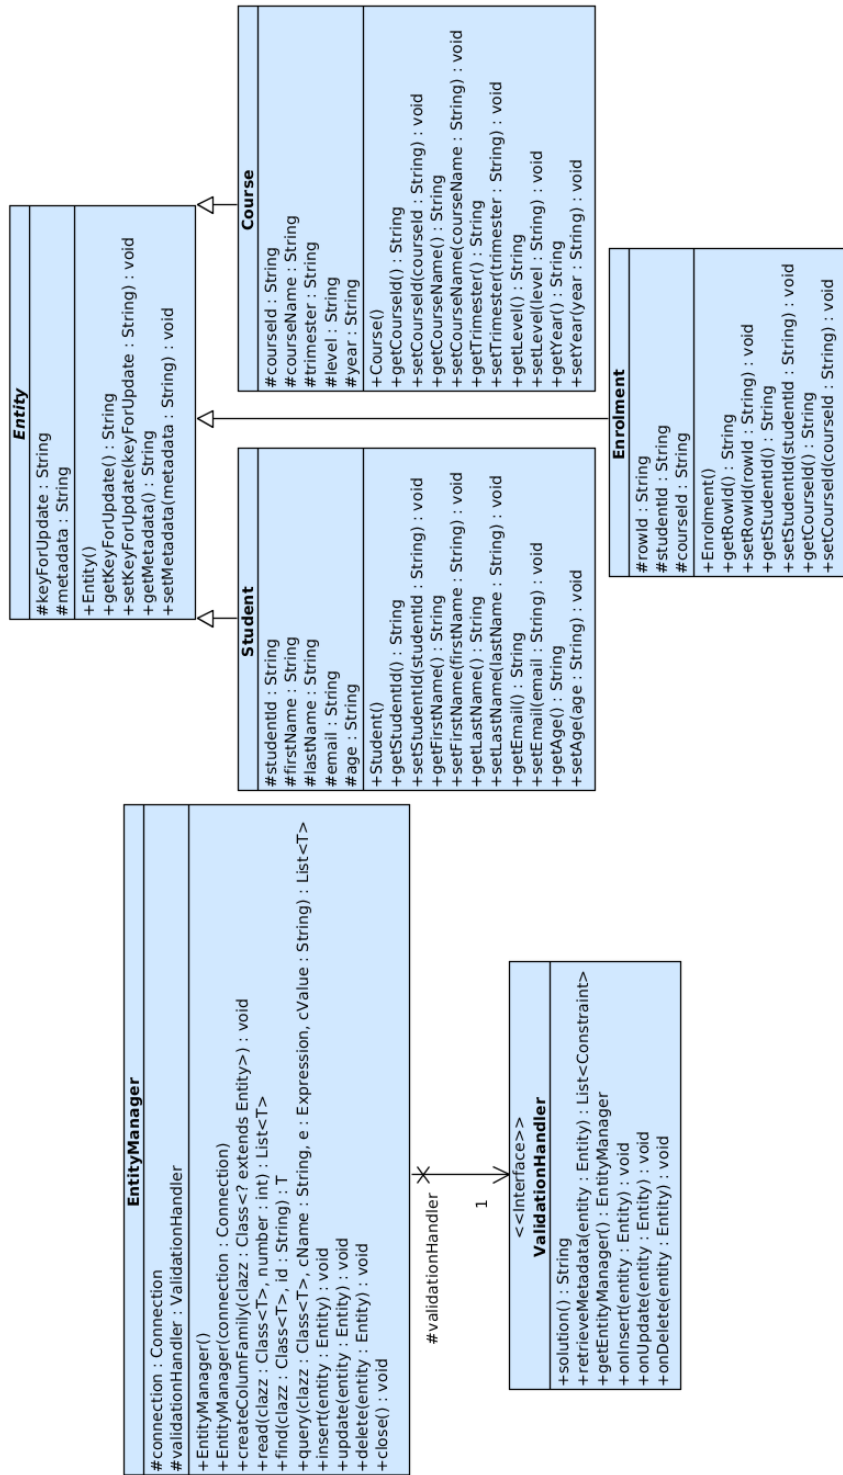 EntityManager
#connection : Connection
#validationHandler : ValidationHandler
+EntityManager()
+EntityManager(connection : Connection)
+createColumFamily(clazz : Class<? extends Entity>) : void
+read(clazz : Class<T>, number : int) : List<T>
+find(clazz : Class<T>, id : String) : T
+query(clazz : Class<T>, cName : String, e : Expression, cValue : String) : List<T>
+insert(entity : Entity) : void
+update(entity : Entity) : void
+delete(entity : Entity) : void
+close() : void
#validationHandler
1
<<Interface>>
ValidationHandler
+solution() : String
+retrieveMetadata(entity : Entity) : List<Constraint>
+getEntityManager() : EntityManager
+onInsert(entity : Entity) : void
+onUpdate(entity : Entity) : void
+onDelete(entity : Entity) : void
Entity
#keyForUpdate : String
#metadata : String
+Entity()
+getKeyForUpdate() : String
+setKeyForUpdate(keyForUpdate : String) : void
+getMetadata() : String
+setMetadata(metadata : String) : void
Student
#studentId : String
#firstName : String
#lastName : String
#email : String
#age : String
+Student()
+getStudentId() : String
+setStudentId(studentId : String) : void
+getFirstName() : String
+setFirstName(firstName : String) : void
+getLastName() : String
+setLastName(lastName : String) : void
+getEmail() : String
+setEmail(email : String) : void
+getAge() : String
+setAge(age : String) : void
Course
#courseId : String
#courseName : String
#trimester : String
#level : String
#year : String
+Course()
+getCourseId() : String
+setCourseId(courseId : String) : void
+getCourseName() : String
+setCourseName(courseName : String) : void
+getTrimester() : String
+setTrimester(trimester : String) : void
+getLevel() : String
+setLevel(level : String) : void
+getYear() : String
+setYear(year : String) : void
Enrolment
#rowId : String
#studentId : String
#courseId : String
+Enrolment()
+getRowId() : String
+setRowId(rowId : String) : void
+getStudentId() : String
+setStudentId(studentId : String) : void
+getCourseId() : String
+setCourseId(courseId : String) : void